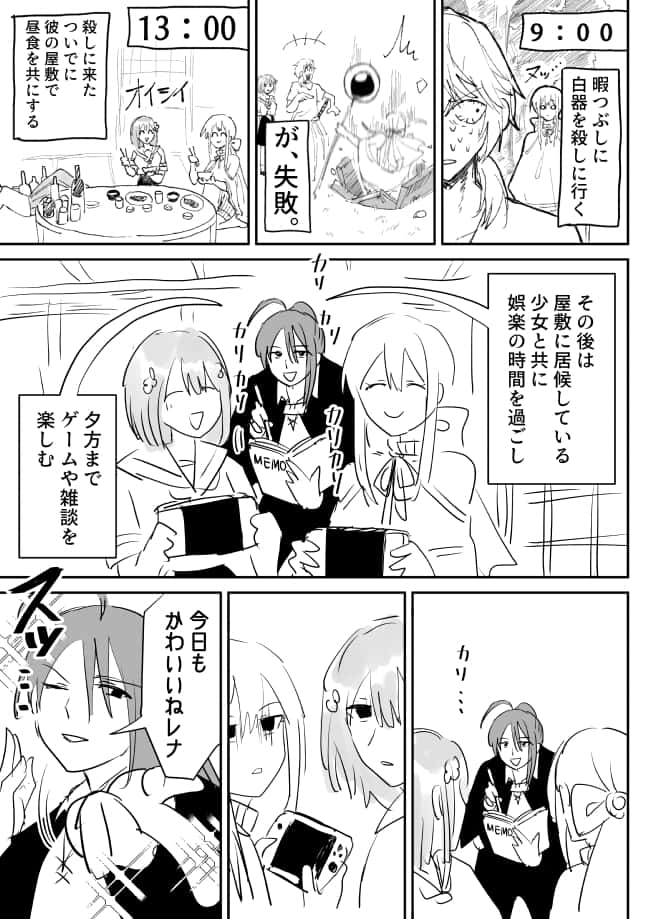 9:00
暇つぶしに
白器を殺しに行く
ヌッ
が、失敗。
13:00
殺しに来た
ついでに
彼の屋敷で
昼食を共にする
オイシイ
その後は
屋敷に居候している
少女と共に
娯楽の時間を過ごし
カリ
カリ
カリカリ
カリカリ
カリカリ
MEMO
夕方まで
ゲームや雑談を
楽しむ
カリ…
MEMO
今日も
かわいいねレナ
スッ…